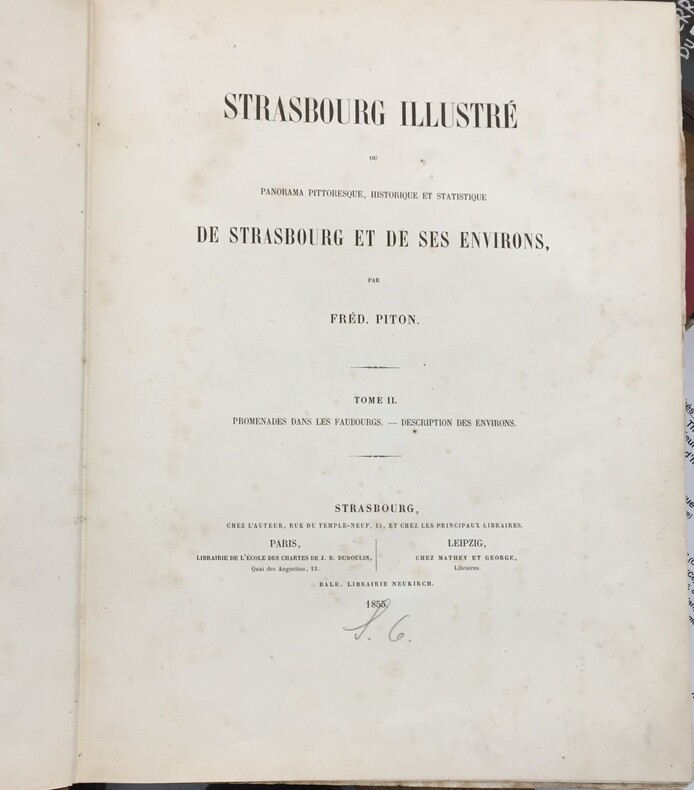 STRASBOURG ILLUSTRÉ
OU
PANORAMA PITTORESQUE, HISTORIQUE ET STATISTIQUE
DE STRASBOURG ET DE SES ENVIRONS,
PAR
FRÉD. PITON.
TOME II.
PROMENADES DANS LES FAUBOURGS. — DESCRIPTION DES ENVIRONS.
STRASBOURG,
CHEZ L'AUTEUR, RUE DU TEMPLE-NEUF, 15, ET CHEZ LES PRINCIPAUX LIBRAIRES.
PARIS,
LIBRAIRIE DE L'ÉCOLE DES CHARTES DE J. B. DUMOULIN,
Quai des Augustins, 13.
LEIPZIG,
CHEZ MATHEY ET GEORGE,
Libraires.
BALE, LIBRAIRIE NEUKIRCH.
1855.
S. 6.